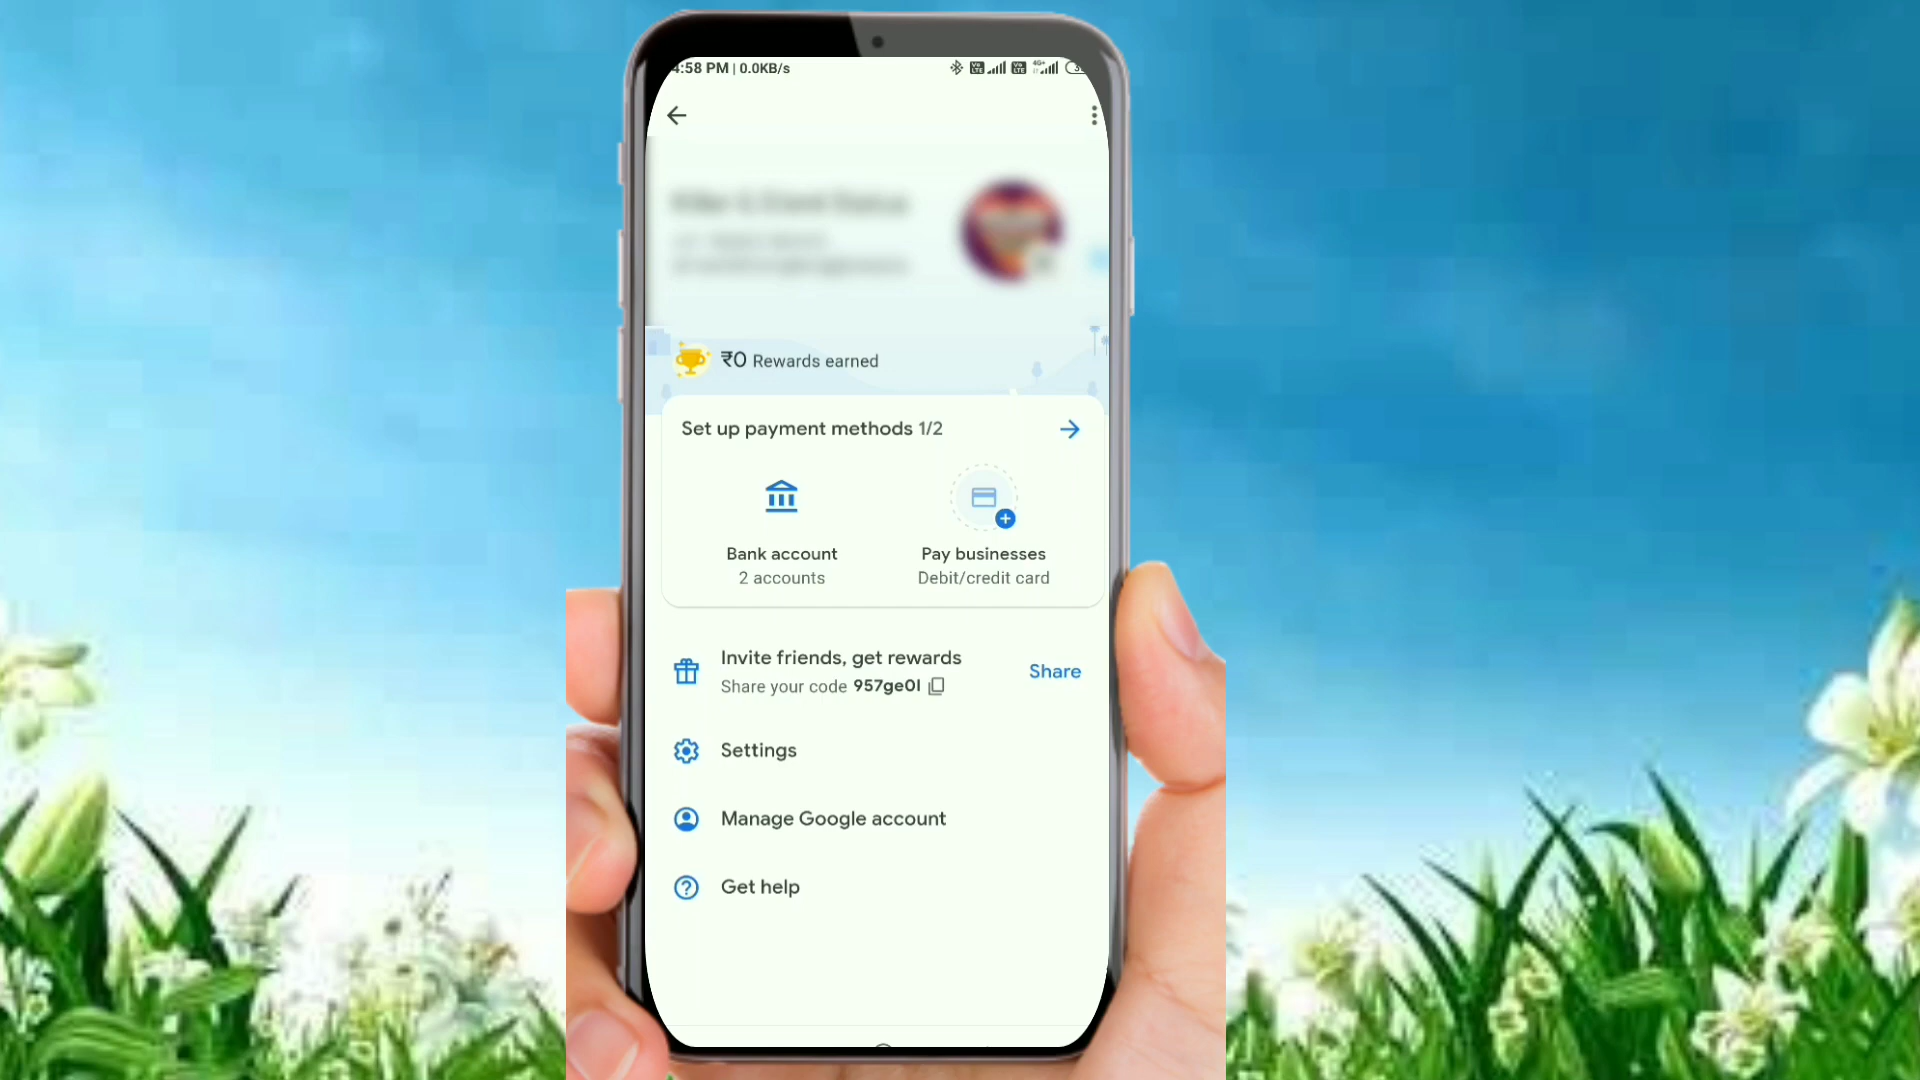 4:58 PM | 0.0KB/s
₹0 Rewards earned
Set up payment methods 1/2
Bank account
2 accounts
Pay businesses
Debit/credit card
Invite friends, get rewards
Share your code 957ge0l
Share
Settings
Manage Google account
Get help